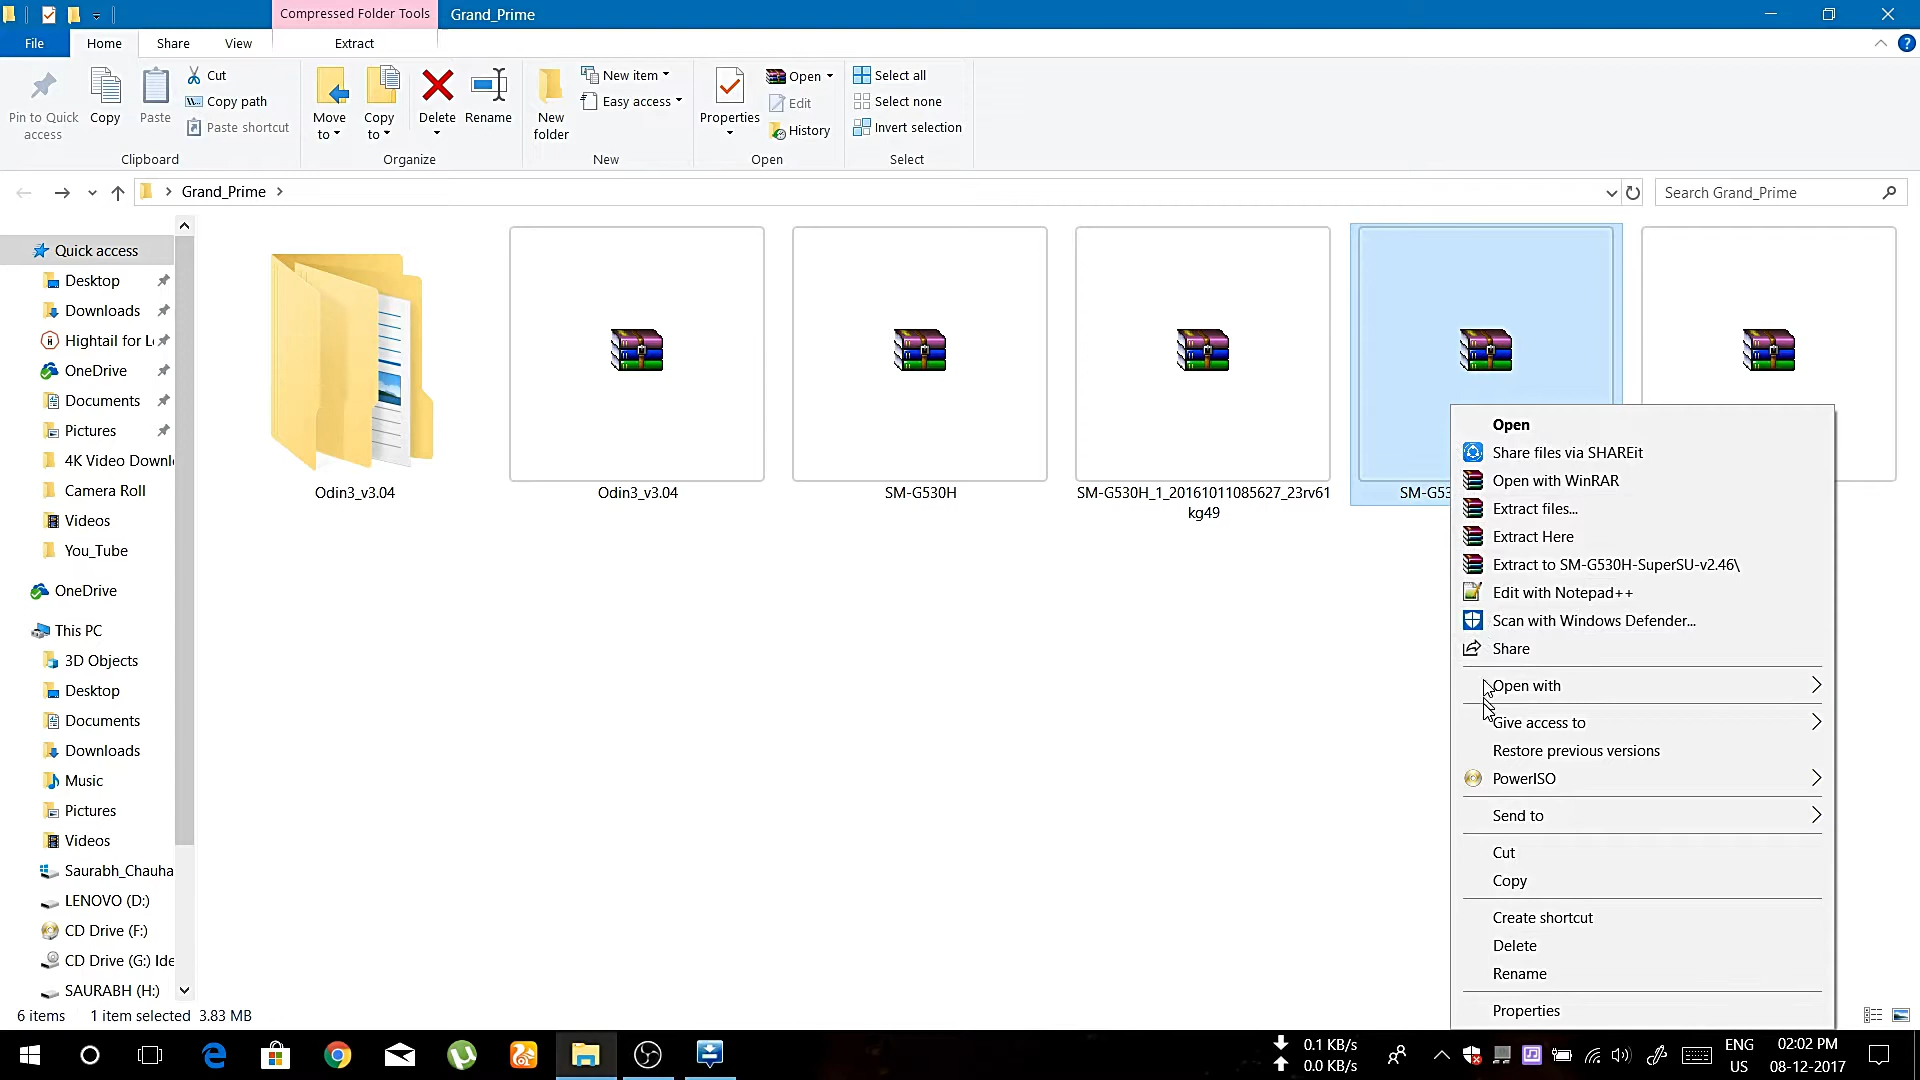 Compressed Folder Tools
Grand_Prime
File
Home
Share
View
Extract
Pin to Quick
access
Copy
Paste
Cut
Copy path
Paste shortcut
Clipboard
Move
to
Copy
to
Delete
Rename
Organize
New
folder
New item
Easy access
New
Properties
Open
Edit
History
Open
Select all
Select none
Invert selection
Select
Grand_Prime
Search Grand_Prime
Quick access
Desktop
Downloads
Hightail for L
OneDrive
Documents
Pictures
4K Video Downl
Camera Roll
Videos
You_Tube
OneDrive
This PC
3D Objects
Desktop
Documents
Downloads
Music
Pictures
Videos
Saurabh_Chauha
LENOVO (D:)
CD Drive (F:)
CD Drive (G:) Ide
SAURABH (H:)
Odin3_v3.04
Odin3_v3.04
SM-G530H
SM-G530H_1_20161011085627_23rv61
kg49
SM-G53
Open
Share files via SHAREit
Open with WinRAR
Extract files...
Extract Here
Extract to SM-G530H-SuperSU-v2.46\
Edit with Notepad++
Scan with Windows Defender...
Share
Open with
Give access to
Restore previous versions
PowerISO
Send to
Cut
Copy
Create shortcut
Delete
Rename
Properties
6 items
1 item selected 3.83 MB
0.1 KB/s
0.0 KB/s
ENG
US
02:02 PM
08-12-2017